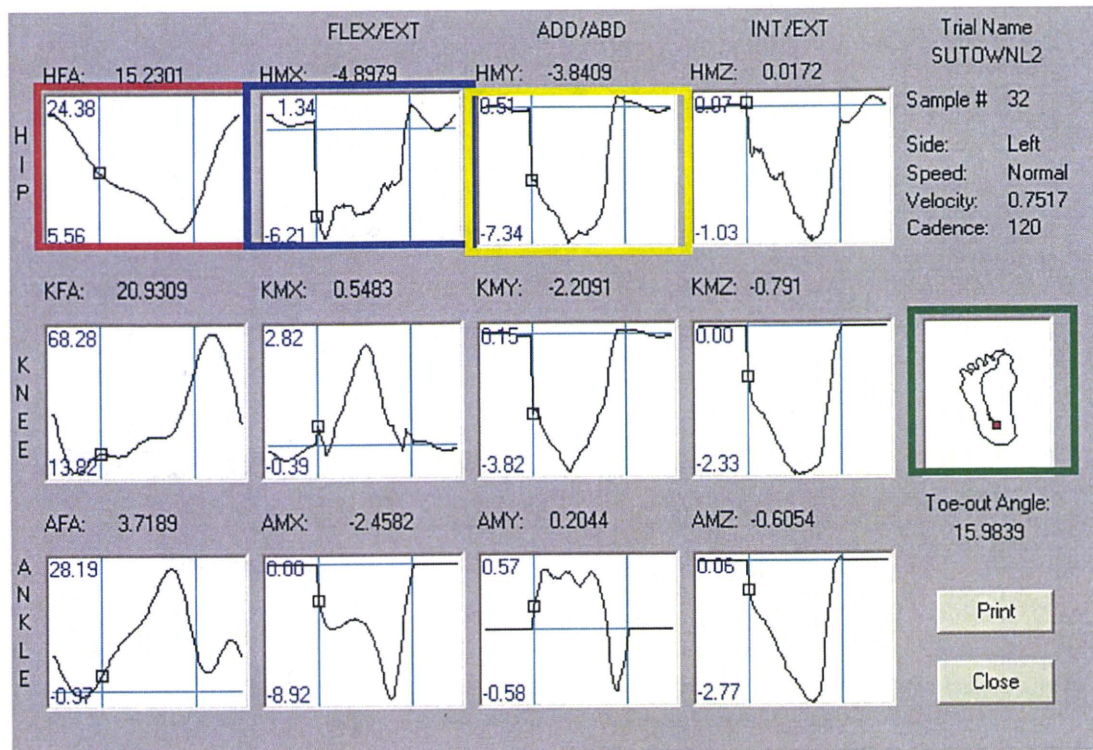 FLEX/EXT ADD/ABD INT/EXT Trial Name
SUTOWNL2
HFA: 15.2301 HMX: -4.8979 HMY: -3.8409 HMZ: 0.0172
24.38 1.34 0.51 0.07
5.56 -6.21 -7.34 -1.03
HIP
Sample # 32
Side: Left
Speed: Normal
Velocity: 0.7517
Cadence: 120
KFA: 20.9309 KMX: 0.5483 KMY: -2.2091 KMZ: -0.791
68.28 2.82 0.15 0.00
13.82 -0.39 -3.82 -2.33
KNEE
Toe-out Angle:
15.9839
AFA: 3.7189 AMX: -2.4582 AMY: 0.2044 AMZ: -0.6054
28.19 0.00 0.57 0.06
-0.97 -8.92 -0.58 -2.77
ANKLE
Print
Close